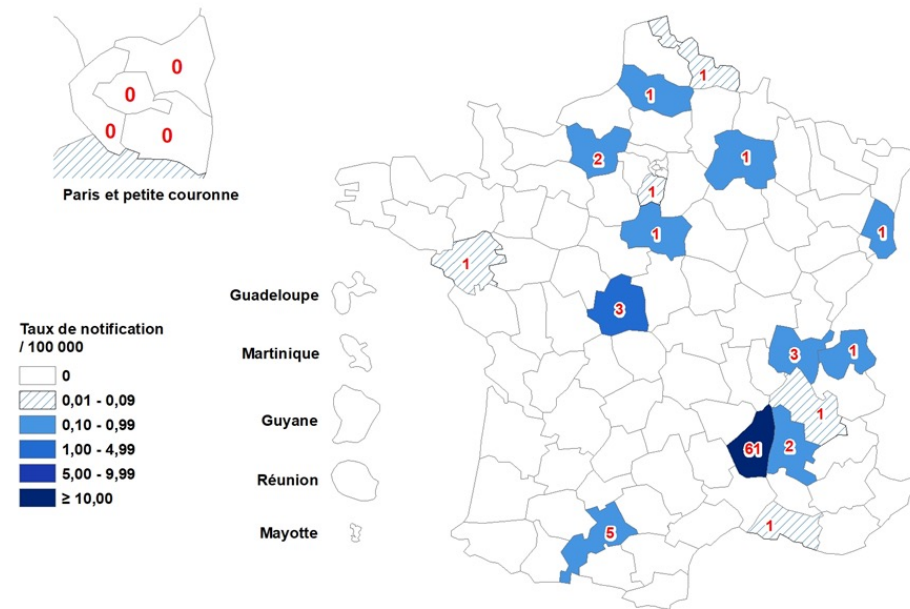 0
0
0
0
Paris et petite couronne
1
1
2
1
1
1
1
1
3
3
1
1
61
2
1
5
Guadeloupe
Martinique
Guyane
Réunion
Mayotte
Taux de notification
/ 100 000
0
0,01 - 0,09
0,10 - 0,99
1,00 - 4,99
5,00 - 9,99
≥ 10,00